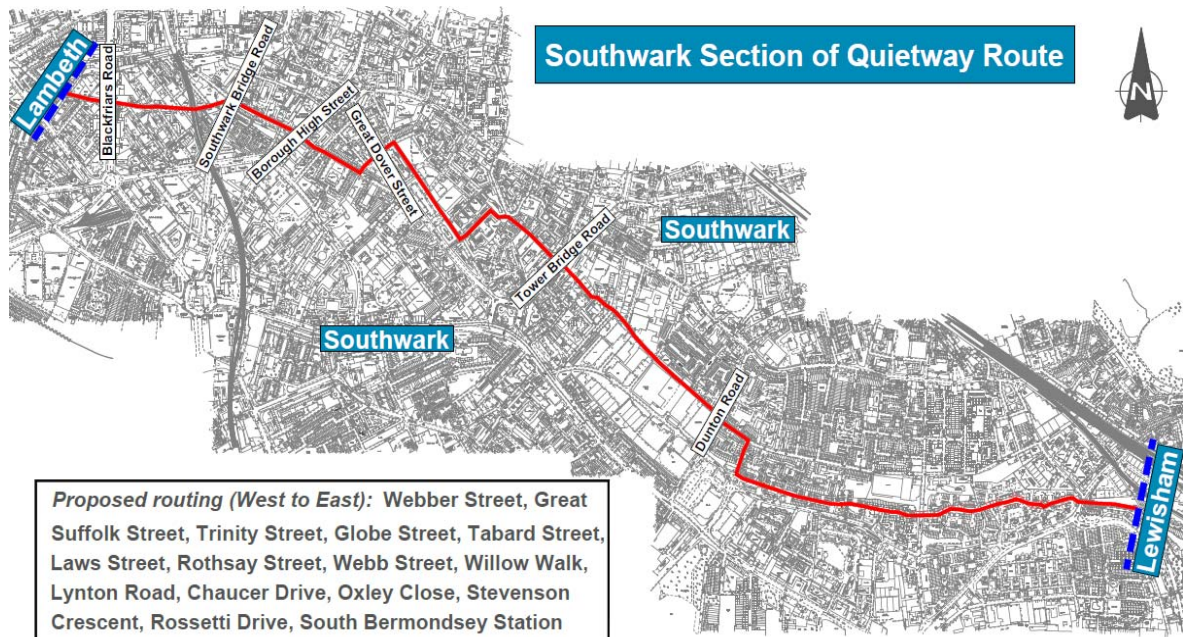 Southwark Section of Quietway Route
N
Lambeth
Blackfriars Road
Southwark Bridge Road
Borough High Street
Great Dover Street
Tower Bridge Road
Southwark
Southwark
Dunton Road
Lewisham
Proposed routing (West to East): Webber Street, Great
Suffolk Street, Trinity Street, Globe Street, Tabard Street,
Laws Street, Rothsay Street, Webb Street, Willow Walk,
Lynton Road, Chaucer Drive, Oxley Close, Stevenson
Crescent, Rossetti Drive, South Bermondsey Station